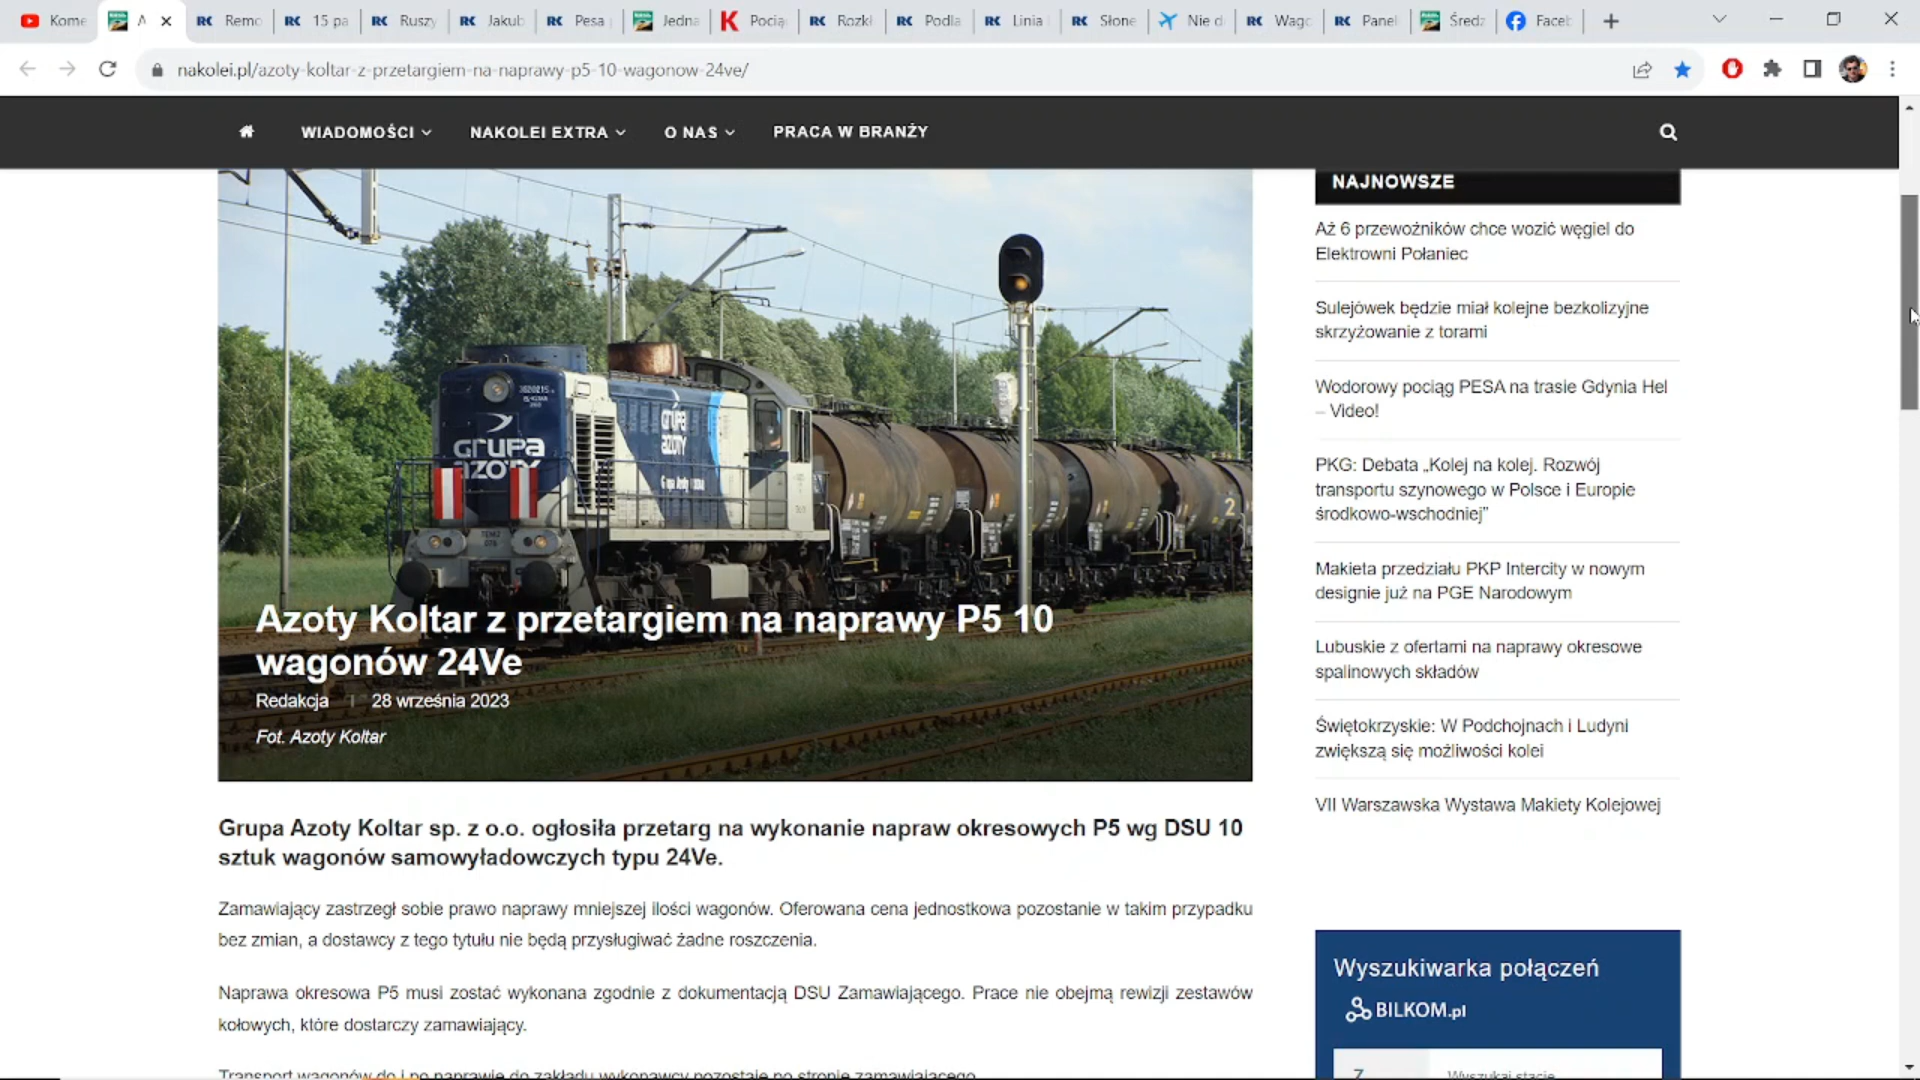 Kome
A
Remo
15 pa
Ruszy
Jakub
Pesa
Jedna
Pocią
Rozkł
Podla
Linia
Słone
Nie d
Wago
Panel
Średz
Faceb
nakolei.pl/azoty-koltar-z-przetargiem-na-naprawy-p5-10-wagonow-24ve/
WIADOMOŚCI
NAKOLEI EXTRA
O NAS
PRACA W BRANŻY
GRUPA
AZOTY
GRUPA
AZOTY
TEM2
2
Azoty Koltar z przetargiem na naprawy P5 10
wagonów 24Ve
Redakcja | 28 września 2023
Fot. Azoty Koltar
Grupa Azoty Koltar sp. z o.o. ogłosiła przetarg na wykonanie napraw okresowych P5 wg DSU 10
sztuk wagonów samowyładowczych typu 24Ve.
Zamawiający zastrzegł sobie prawo naprawy mniejszej ilości wagonów. Oferowana cena jednostkowa pozostanie w takim przypadku
bez zmian, a dostawcy z tego tytułu nie będą przysługiwać żadne roszczenia.
Naprawa okresowa P5 musi zostać wykonana zgodnie z dokumentacją DSU Zamawiającego. Prace nie obejmą rewizji zestawów
kołowych, które dostarczy zamawiający.
Transport wagonów do i po naprawie do zakładu wykonawcy pozostaje po stronie zamawiającego.
NAJNOWSZE
Aż 6 przewoźników chce wozić węgiel do
Elektrowni Połaniec
Sulejówek będzie miał kolejne bezkolizyjne
skrzyżowanie z torami
Wodorowy pociąg PESA na trasie Gdynia Hel
– Video!
PKG: Debata „Kolej na kolej. Rozwój
transportu szynowego w Polsce i Europie
środkowo-wschodniej”
Makieta przedziału PKP Intercity w nowym
designie już na PGE Narodowym
Lubuskie z ofertami na naprawy okresowe
spalinowych składów
Świętokrzyskie: W Podchojnach i Ludyni
zwiększą się możliwości kolei
VII Warszawska Wystawa Makiety Kolejowej
Wyszukiwarka połączeń
BILKOM.pl
Z
Wyszukaj stację